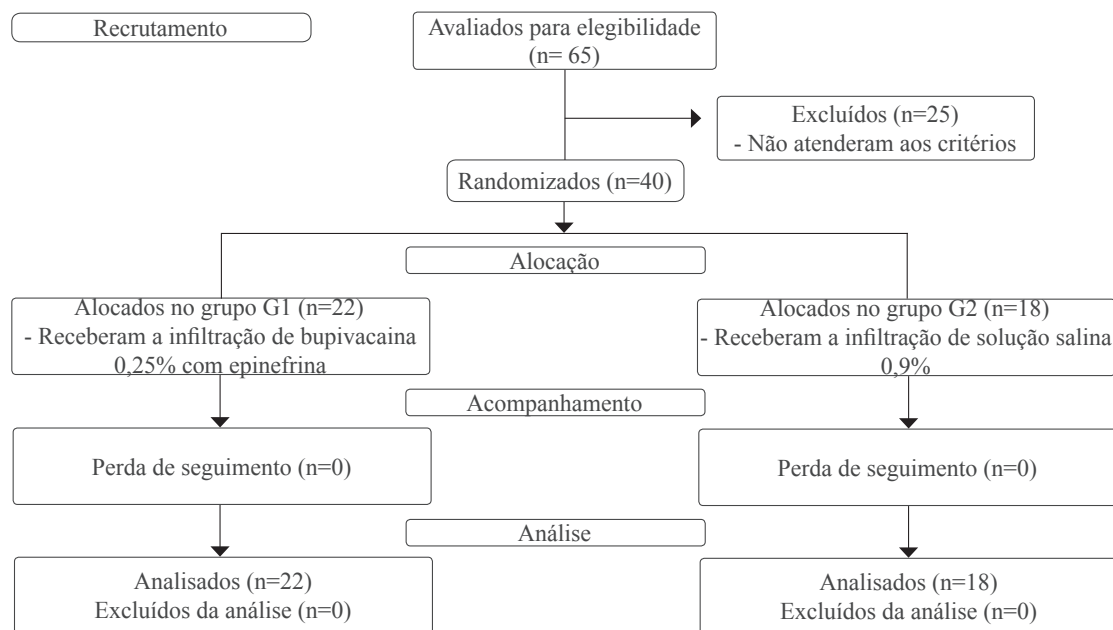 Recrutamento
Avaliados para elegibilidade
(n= 65)
Excluídos (n=25)
- Não atenderam aos critérios
Randomizados (n=40)
Alocação
Alocados no grupo G1 (n=22)
- Receberam a infiltração de bupivacaina
0,25% com epinefrina
Alocados no grupo G2 (n=18)
- Receberam a infiltração de solução salina
0,9%
Acompanhamento
Perda de seguimento (n=0)
Perda de seguimento (n=0)
Análise
Analisados (n=22)
Excluídos da análise (n=0)
Analisados (n=18)
Excluídos da análise (n=0)